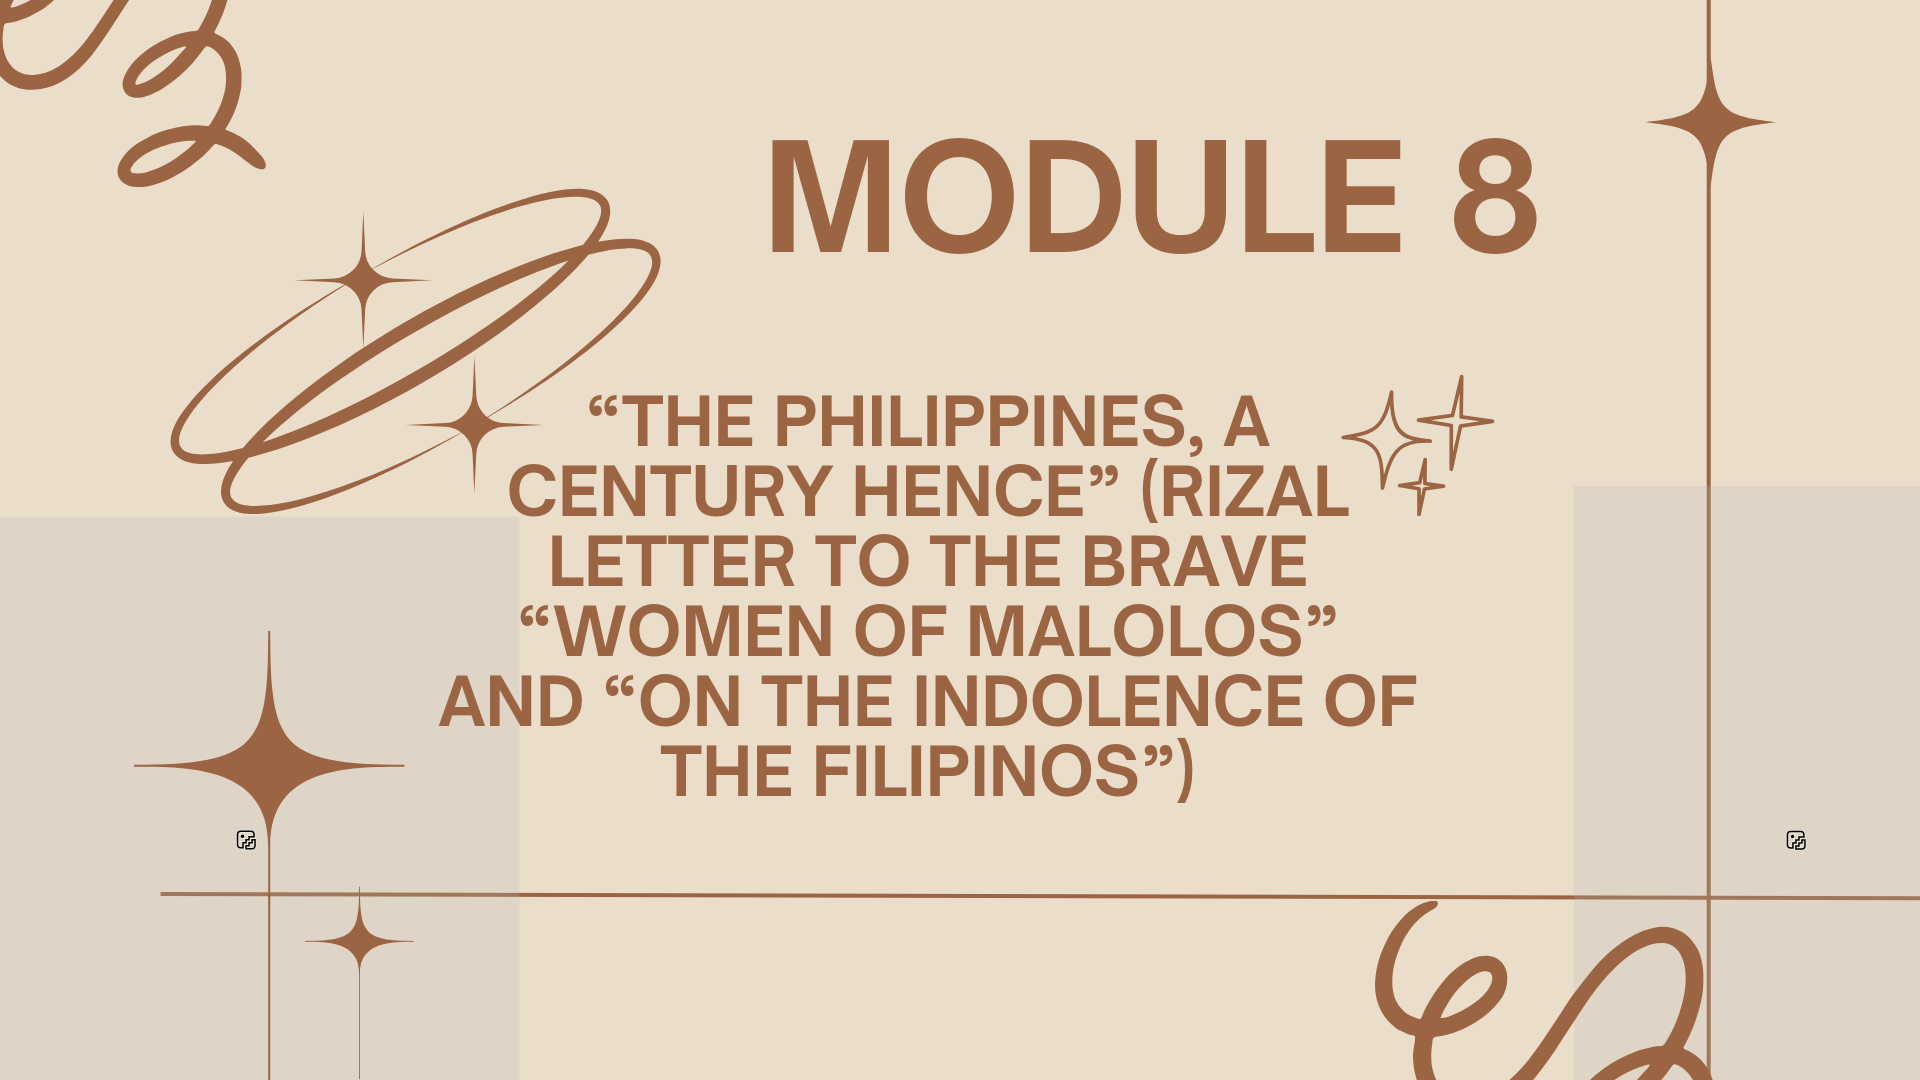 MODULE 8
“THE PHILIPPINES, A
CENTURY HENCE” (RIZAL
LETTER TO THE BRAVE
“WOMEN OF MALOLOS”
AND “ON THE INDOLENCE OF
THE FILIPINOS”)